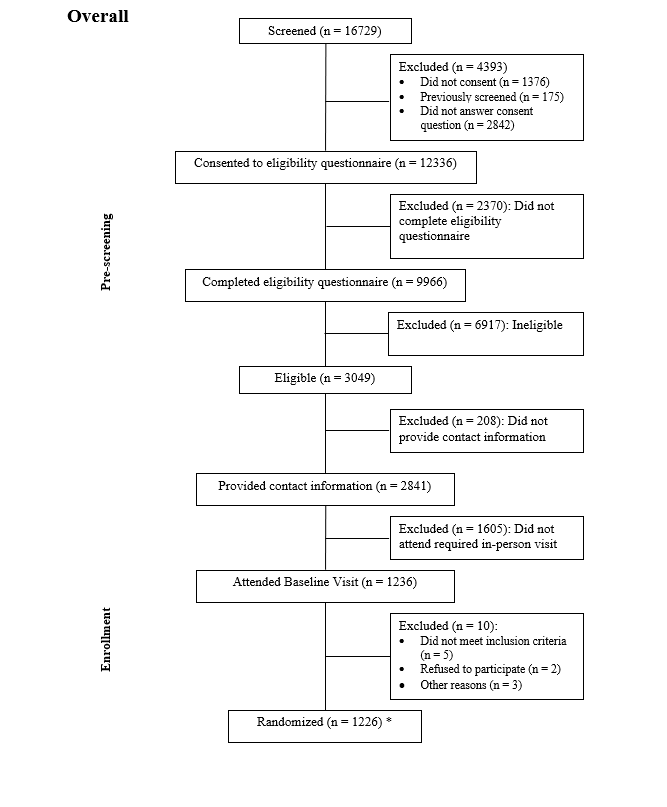 Overall
Screened (n = 16729)
Excluded (n = 4393)
• Did not consent (n = 1376)
• Previously screened (n = 175)
• Did not answer consent
question (n = 2842)
Consented to eligibility questionnaire (n = 12336)
Excluded (n = 2370): Did not
complete eligibility
questionnaire
Pre-screening
Completed eligibility questionnaire (n = 9966)
Excluded (n = 6917): Ineligible
Eligible (n = 3049)
Excluded (n = 208): Did not
provide contact information
Provided contact information (n = 2841)
Excluded (n = 1605): Did not
attend required in-person visit
Attended Baseline Visit (n = 1236)
Enrollment
Excluded (n = 10):
• Did not meet inclusion criteria
(n = 5)
• Refused to participate (n = 2)
• Other reasons (n = 3)
Randomized (n = 1226) *